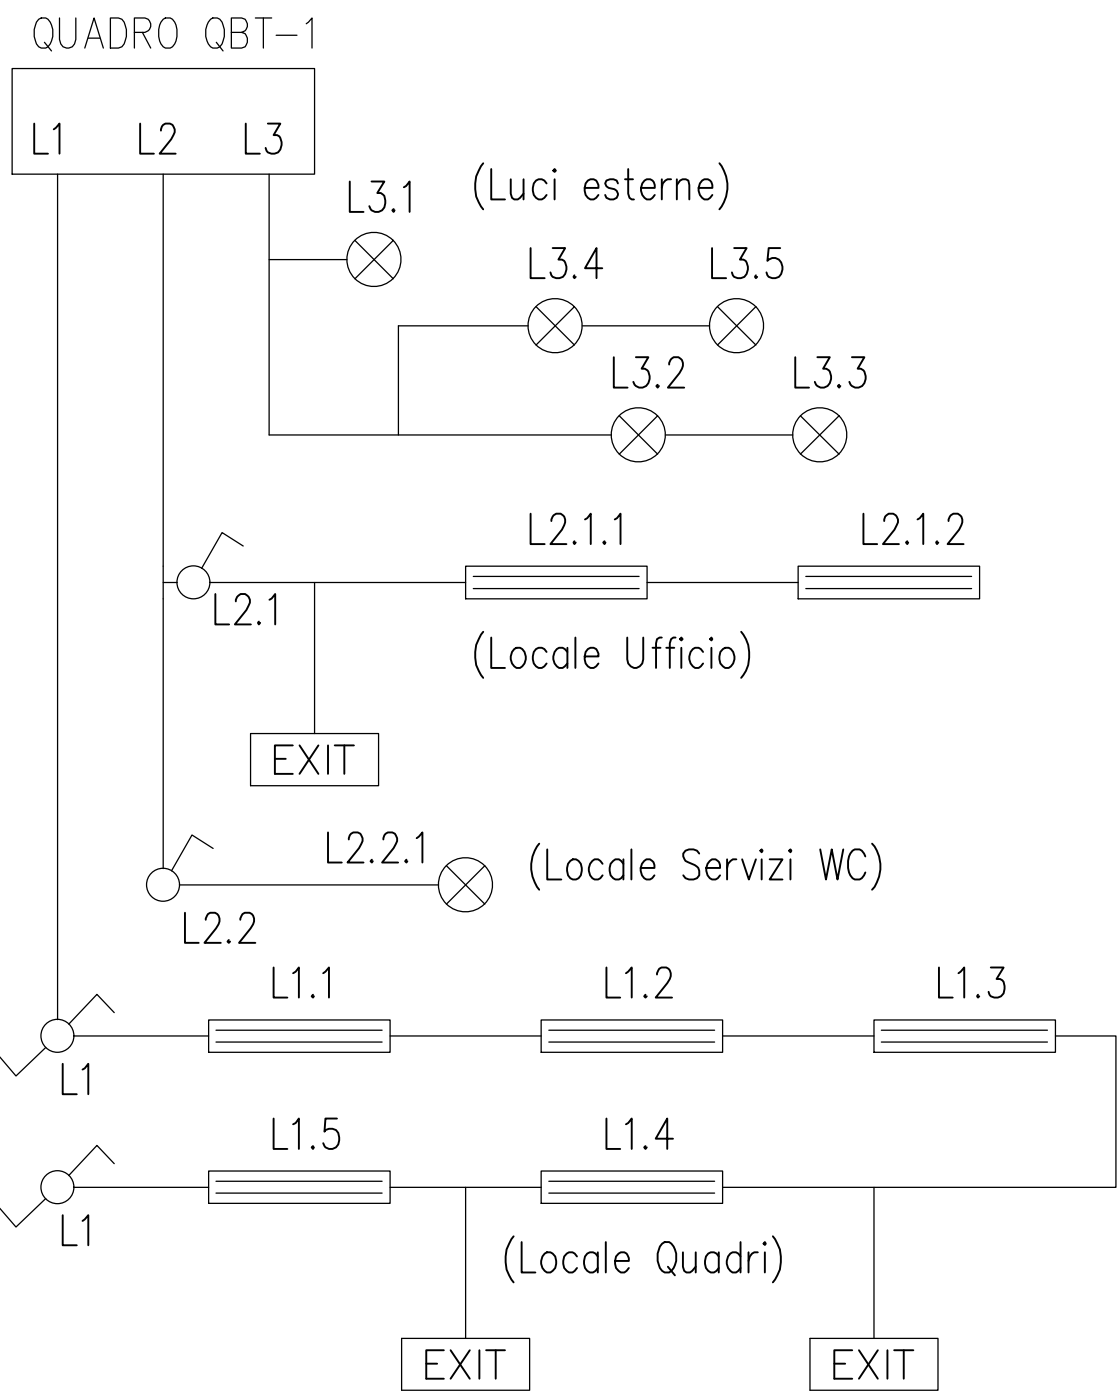 QUADRO QBT-1
L1 L2 L3
L3.1 (Luci esterne)
L3.4 L3.5
L3.2 L3.3
L2.1.1 L2.1.2
L2.1
(Locale Ufficio)
EXIT
L2.2.1 (Locale Servizi WC)
L2.2
L1.1 L1.2 L1.3
L1
L1.5 L1.4
L1
(Locale Quadri)
EXIT EXIT